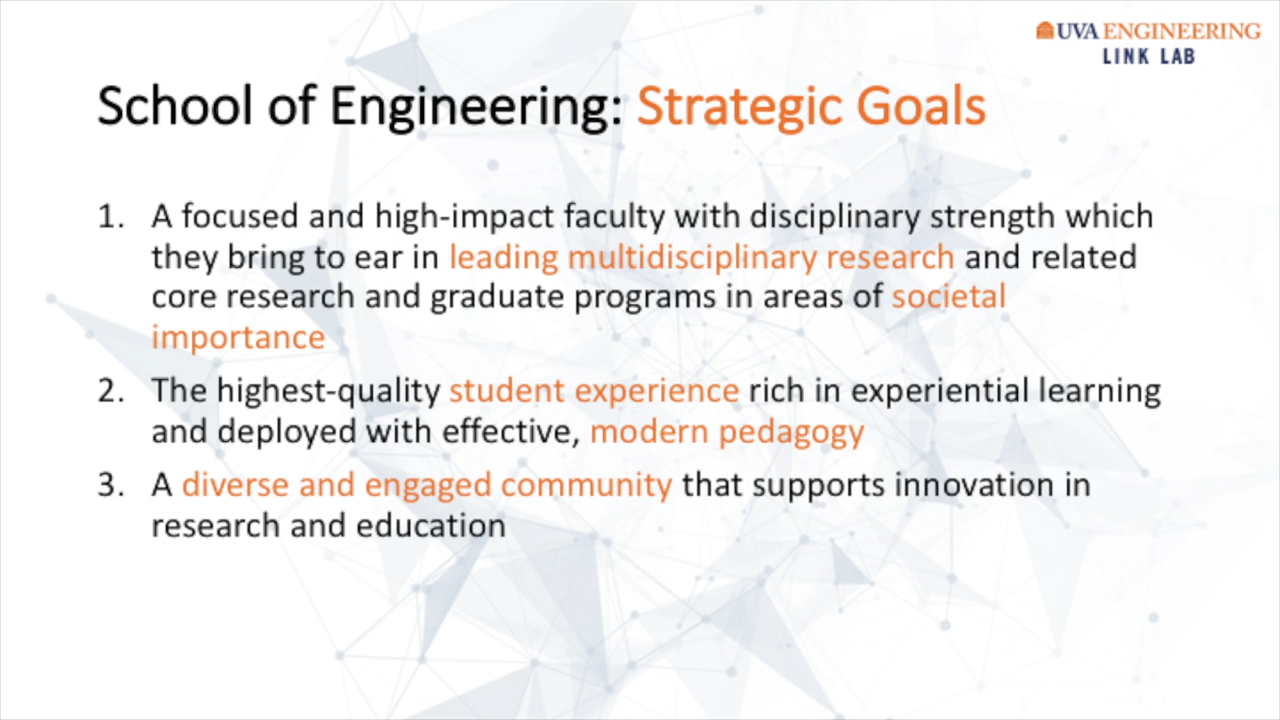 UVA ENGINEERING
LINK LAB
School of Engineering: Strategic Goals
1. A focused and high-impact faculty with disciplinary strength which
they bring to ear in leading multidisciplinary research and related
core research and graduate programs in areas of societal
importance
2. The highest-quality student experience rich in experiential learning
and deployed with effective, modern pedagogy
3. A diverse and engaged community that supports innovation in
research and education